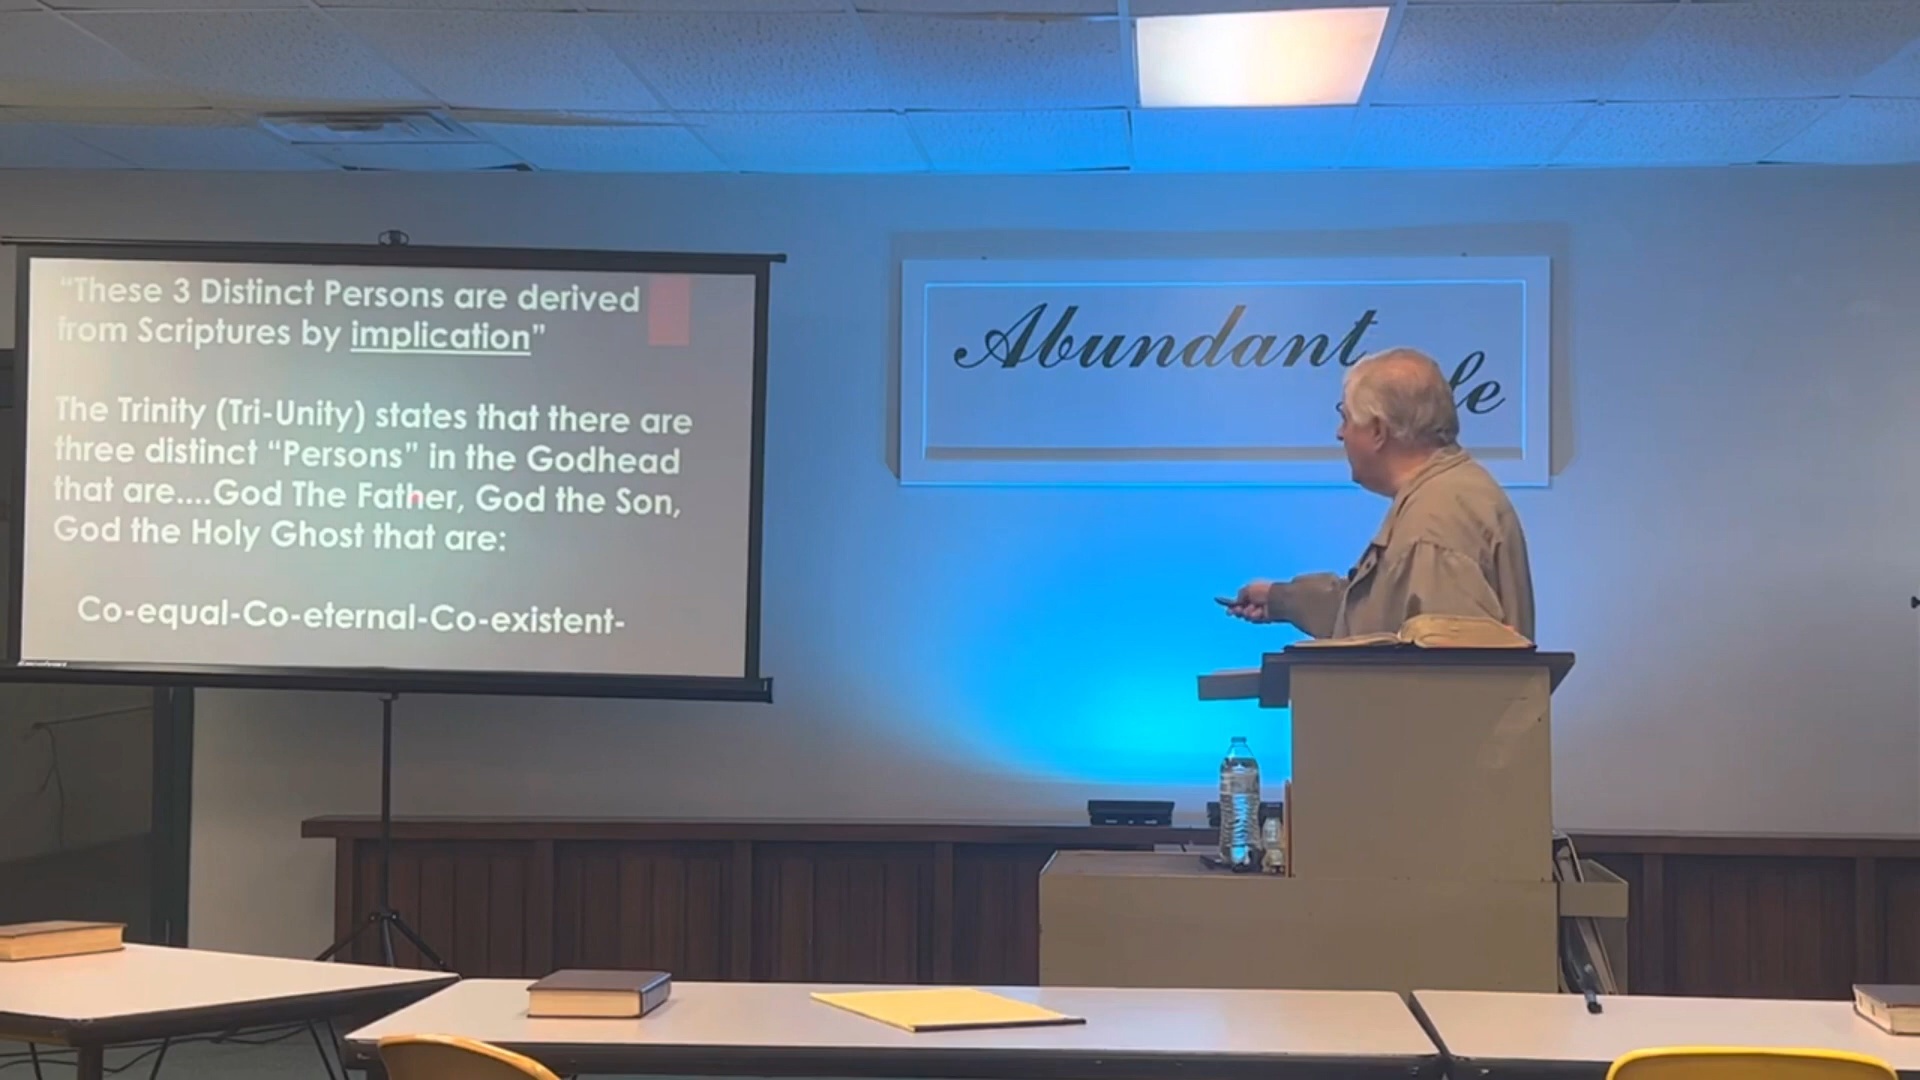 “These 3 Distinct Persons are derived
from Scriptures by implication”
The Trinity (Tri-Unity) states that there are
three distinct “Persons” in the Godhead
that are....God The Father, God the Son,
God the Holy Ghost that are:
Co-equal-Co-eternal-Co-existent-
Abundant